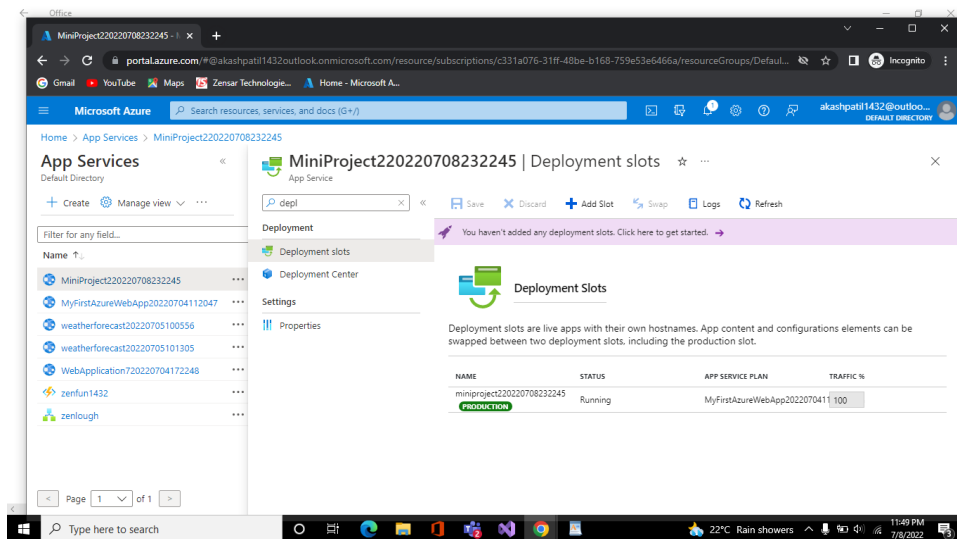 Office
MiniProject220220708232245 - M
portal.azure.com/#@akashpatil1432outlook.onmicrosoft.com/resource/subscriptions/c331a076-31ff-48be-b168-759e53e6466a/resourceGroups/Defaul...
Incognito
Gmail YouTube Maps Zensar Technologie... Home - Microsoft A...
Microsoft Azure
Search resources, services, and docs (G+/)
1
akashpatil1432@outloo...
DEFAULT DIRECTORY
Home > App Services > MiniProject220220708232245
App Services
Default Directory
Create Manage view ...
Filter for any field...
Name ↑
MiniProject220220708232245 ...
MyFirstAzureWebApp20220704112047 ...
weatherforecast20220705100556 ...
weatherforecast20220705101305 ...
WebApplication720220704172248 ...
zenfun1432 ...
zenlough ...
< Page 1 of 1 >
MiniProject220220708232245 | Deployment slots ...
App Service
depl
Deployment
Deployment slots
Deployment Center
Settings
Properties
Save Discard Add Slot Swap Logs Refresh
You haven't added any deployment slots. Click here to get started. →
Deployment Slots
Deployment slots are live apps with their own hostnames. App content and configurations elements can be
swapped between two deployment slots, including the production slot.
NAME STATUS APP SERVICE PLAN TRAFFIC %
miniproject220220708232245
PRODUCTION
Running MyFirstAzureWebApp2022070411 100
Type here to search
22°C Rain showers
11:49 PM
7/8/2022
3